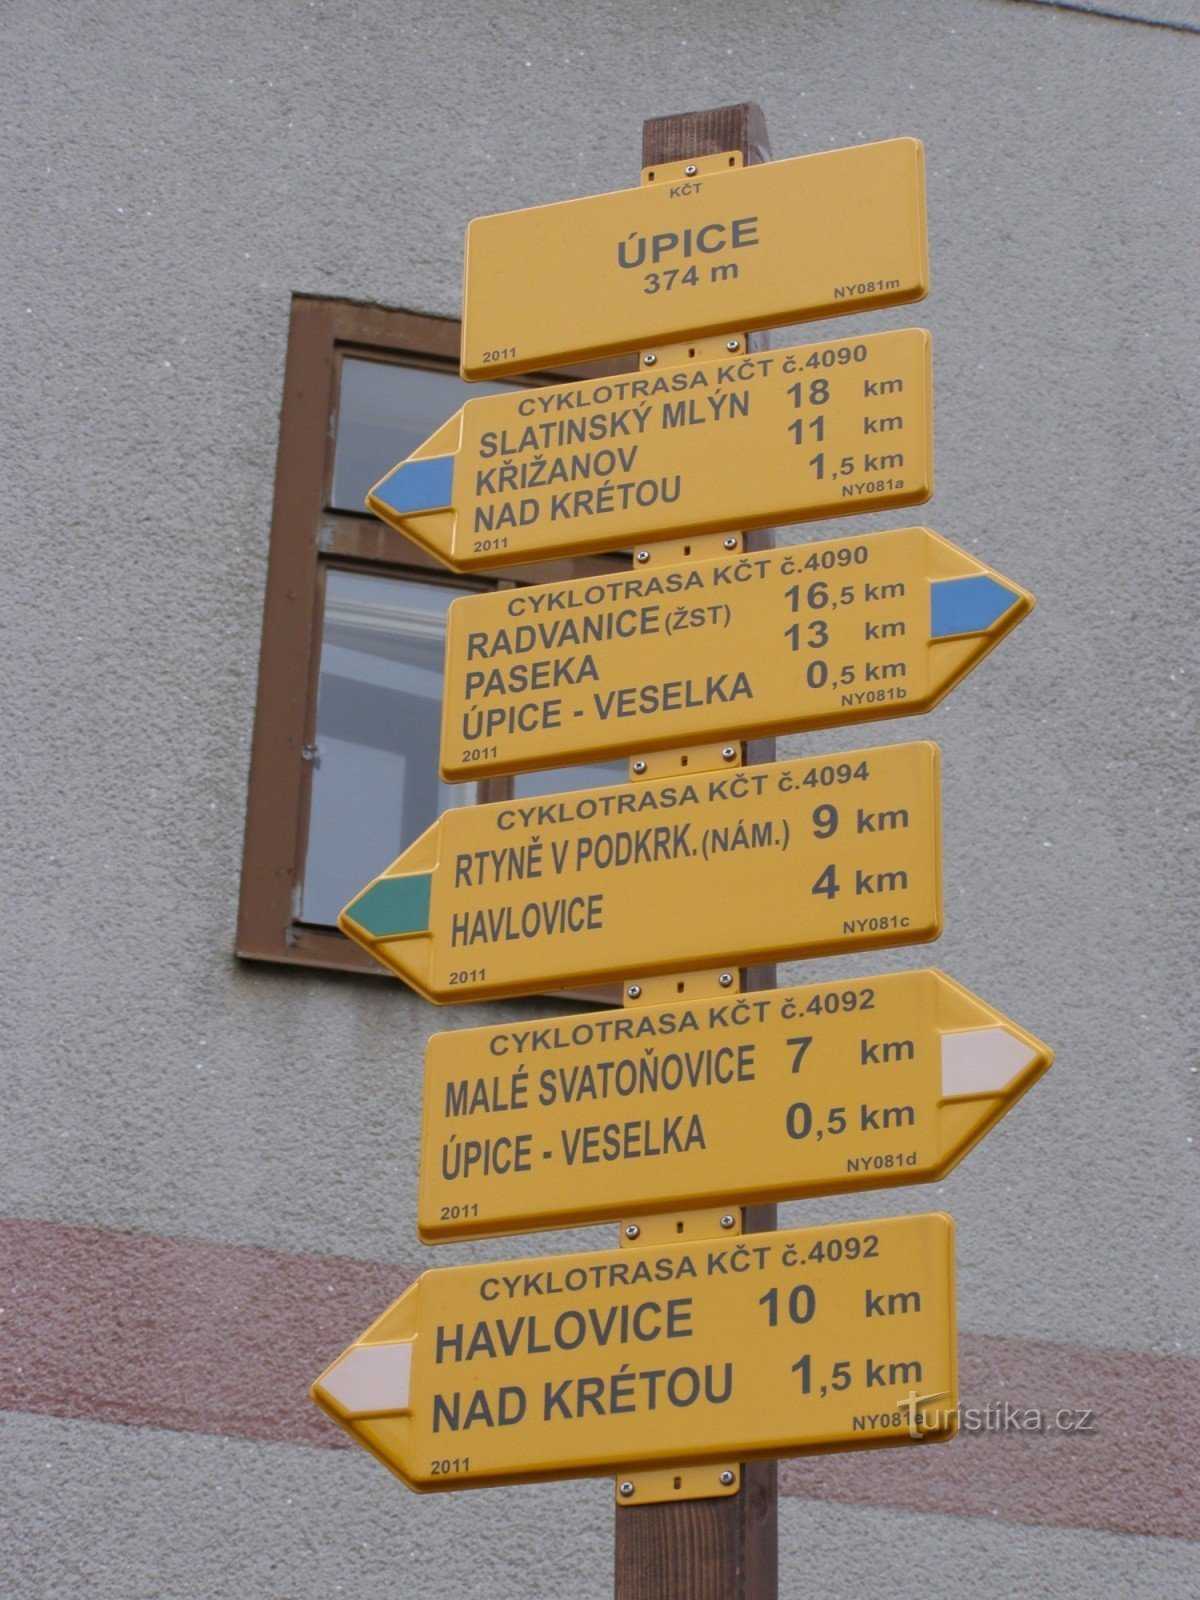 KČT
ÚPICE
374 m
NY081m
2011
CYKLOTRASA KČT č.4090
SLATINSKÝ MLÝN 18 km
KŘIŽANOV 11 km
NAD KRÉTOU 1,5 km
NY081a
2011
CYKLOTRASA KČT č.4090
RADVANICE (ŽST) 16,5 km
PASEKA 13 km
ÚPICE - VESELKA 0,5 km
NY081b
2011
CYKLOTRASA KČT č.4094
RTYNĚ V PODKRK. (NÁM.) 9 km
HAVLOVICE 4 km
NY081c
2011
CYKLOTRASA KČT č.4092
MALÉ SVATOŇOVICE 7 km
ÚPICE - VESELKA 0,5 km
NY081d
2011
CYKLOTRASA KČT č.4092
HAVLOVICE 10 km
NAD KRÉTOU 1,5 km
NY081e
2011
Turistika.cz